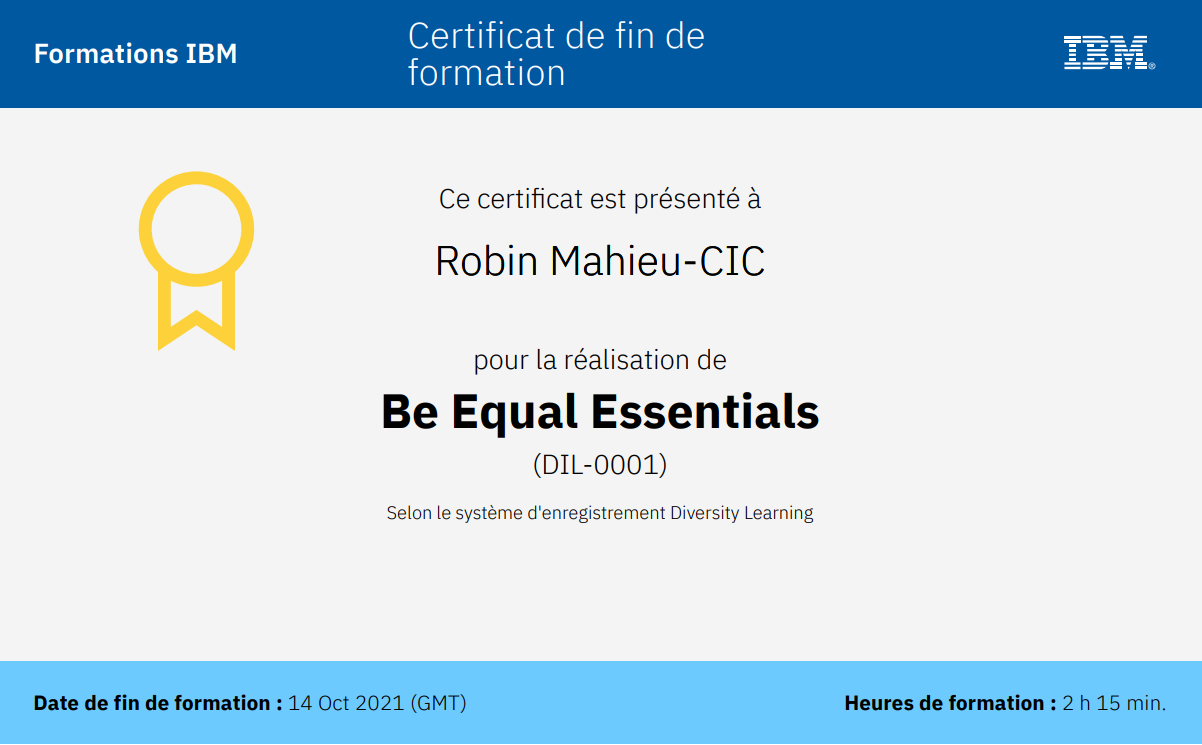 Formations IBM
Certificat de fin de
formation
IBM®
Ce certificat est présenté à
Robin Mahieu-CIC
pour la réalisation de
Be Equal Essentials
(DIL-0001)
Selon le système d'enregistrement Diversity Learning
Date de fin de formation : 14 Oct 2021 (GMT)
Heures de formation : 2 h 15 min.